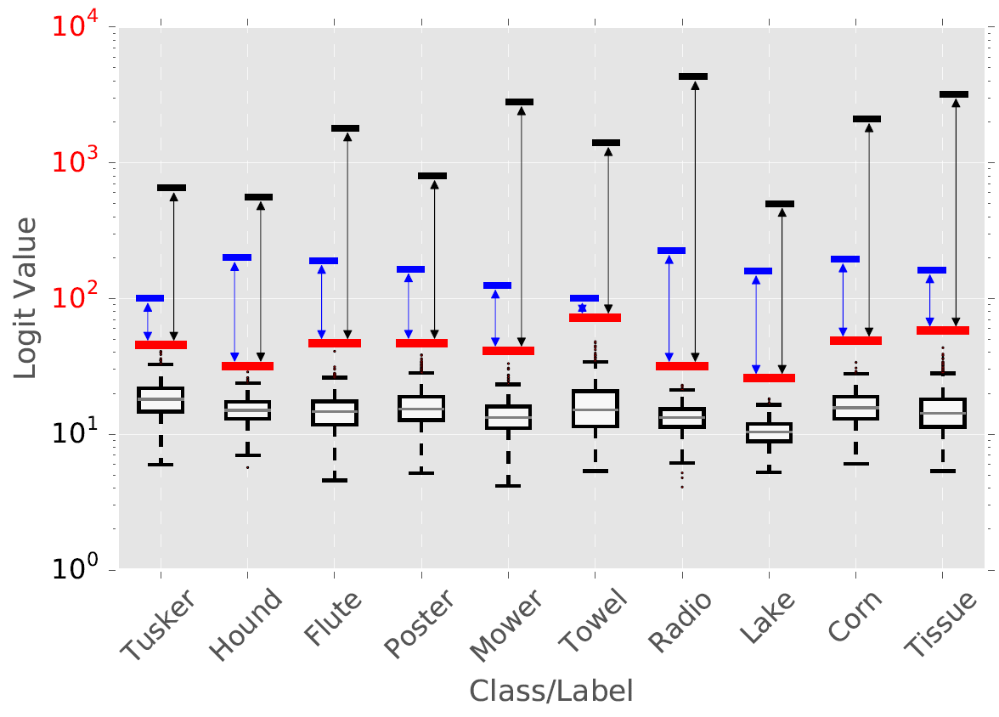 10^4
10^3
10^2
10^1
10^0
Logit Value
Tusker Hound Flute Poster Mower Towel Radio Lake Corn Tissue
Class/Label